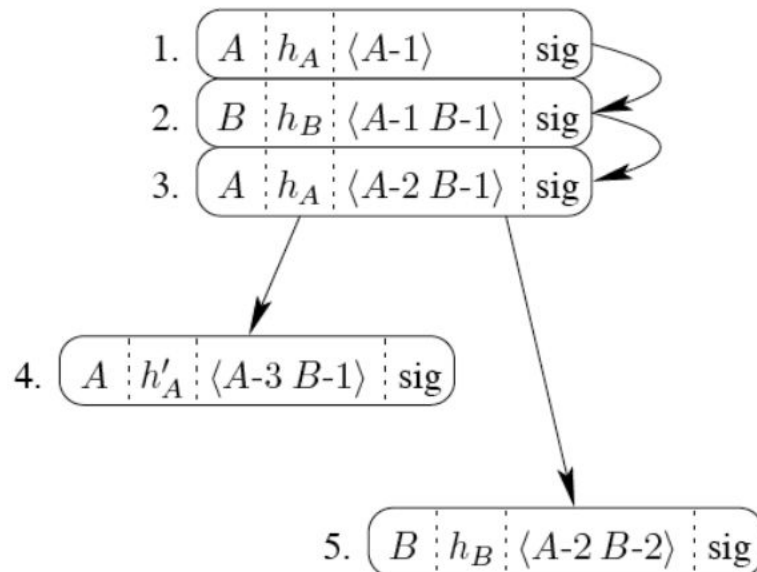 1. A h_A ⟨A-1⟩ sig
2. B h_B ⟨A-1 B-1⟩ sig
3. A h_A ⟨A-2 B-1⟩ sig
4. A h'_A ⟨A-3 B-1⟩ sig
5. B h_B ⟨A-2 B-2⟩ sig